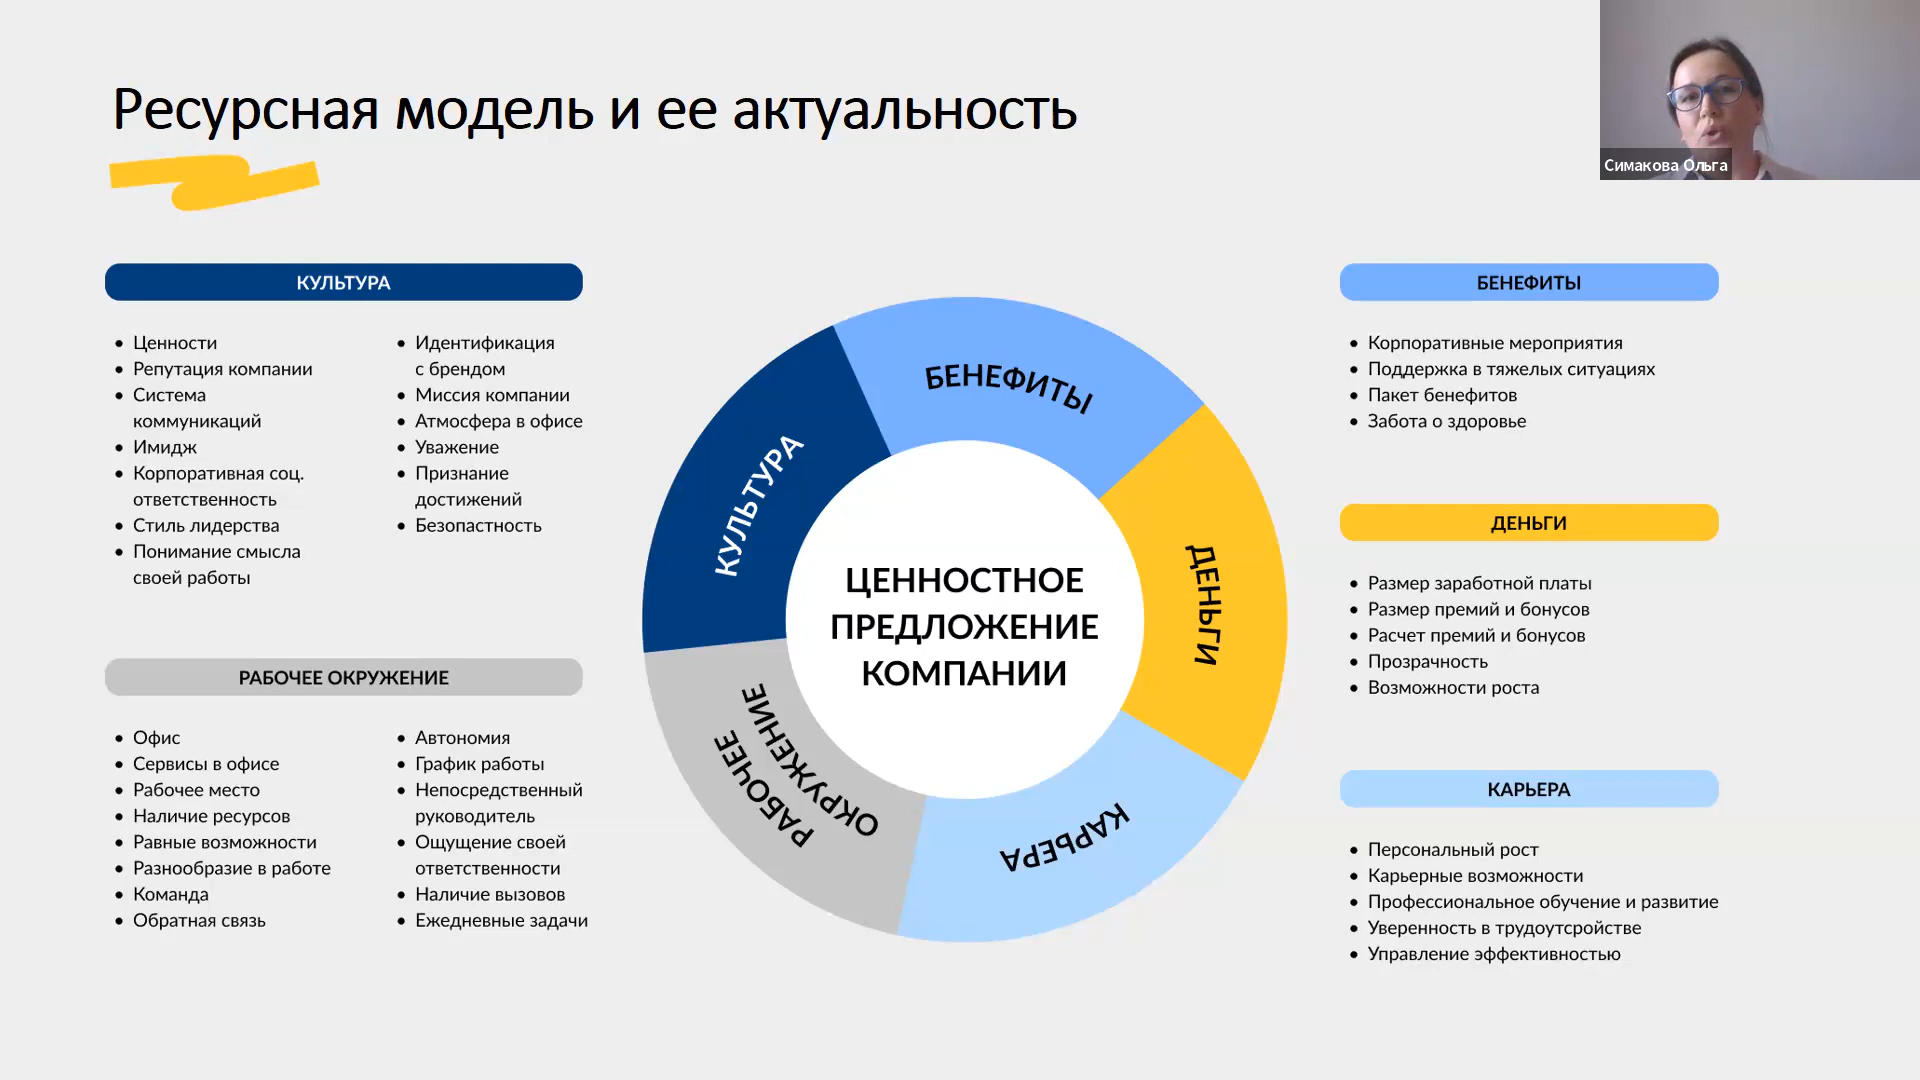 Ресурсная модель и ее актуальность
Симакова Ольга
КУЛЬТУРА
Ценности
Репутация компании
Система
коммуникаций
Имидж
Корпоративная соц.
ответственность
Стиль лидерства
Понимание смысла
своей работы
Идентификация
с брендом
Миссия компании
Атмосфера в офисе
Уважение
Признание
достижений
Безопастность
РАБОЧЕЕ ОКРУЖЕНИЕ
Офис
Сервисы в офисе
Рабочее место
Наличие ресурсов
Равные возможности
Разнообразие в работе
Команда
Обратная связь
Автономия
График работы
Непосредственный
руководитель
Ощущение своей
ответственности
Наличие вызовов
Ежедневные задачи
БЕНЕФИТЫ
ДЕНЬГИ
КАРЬЕРА
РАБОЧЕЕ
ОКРУЖЕНИЕ
КУЛЬТУРА
ЦЕННОСТНОЕ
ПРЕДЛОЖЕНИЕ
КОМПАНИИ
БЕНЕФИТЫ
Корпоративные мероприятия
Поддержка в тяжелых ситуациях
Пакет бенефитов
Забота о здоровье
ДЕНЬГИ
Размер заработной платы
Размер премий и бонусов
Расчет премий и бонусов
Прозрачность
Возможности роста
КАРЬЕРА
Персональный рост
Карьерные возможности
Профессиональное обучение и развитие
Уверенность в трудоутсройстве
Управление эффективностью